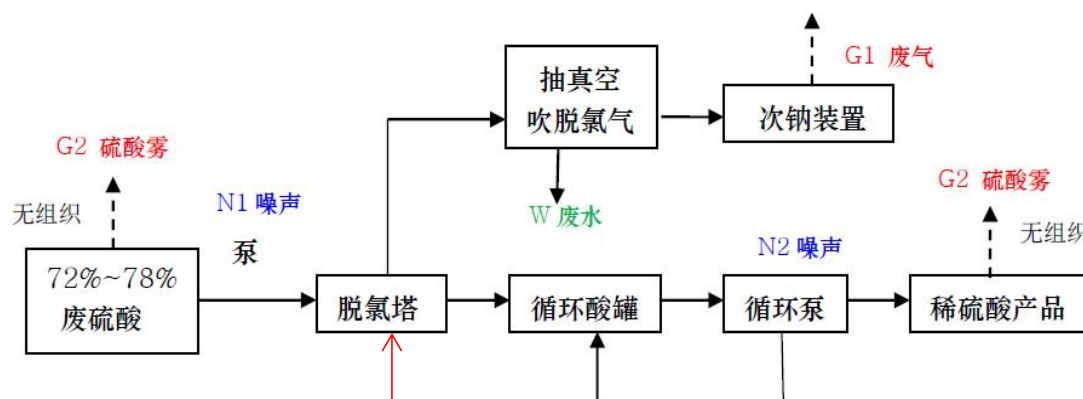 抽真空
吹脱氯气
G1 废气
次钠装置
G2 硫酸雾
无组织
N1 噪声
泵
W 废水
G2 硫酸雾
无组织
N2 噪声
72%~78%
废硫酸
脱氯塔
循环酸罐
循环泵
稀硫酸产品